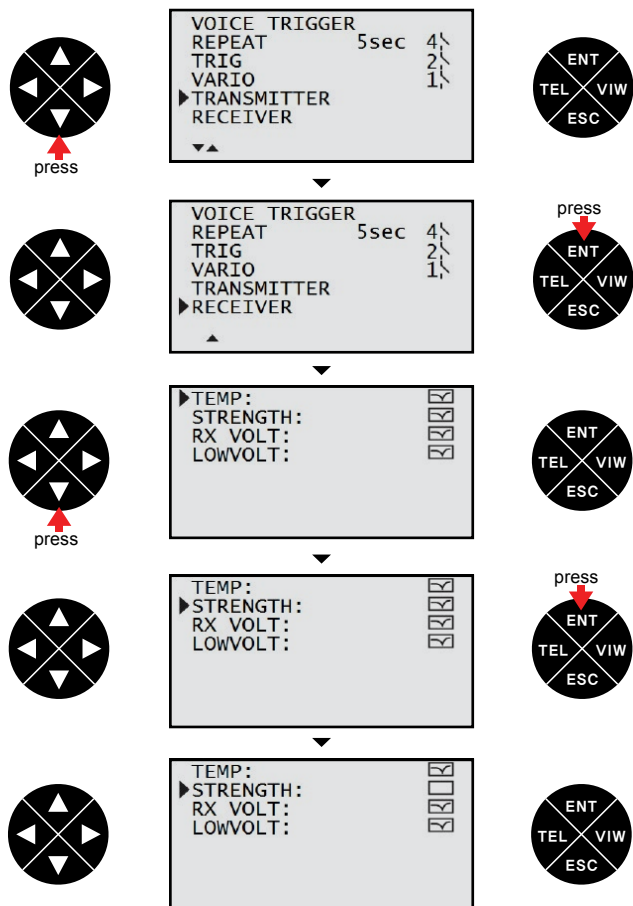 VOICE TRIGGER
REPEAT 5sec 4
TRIG 2
VARIO 1
TRANSMITTER
RECEIVER
press
ENT
TEL VIW
ESC
VOICE TRIGGER
REPEAT 5sec 4
TRIG 2
VARIO 1
TRANSMITTER
RECEIVER
press
ENT
TEL VIW
ESC
TEMP:
STRENGTH:
RX VOLT:
LOWVOLT:
press
ENT
TEL VIW
ESC
TEMP:
STRENGTH:
RX VOLT:
LOWVOLT:
press
ENT
TEL VIW
ESC
TEMP:
STRENGTH:
RX VOLT:
LOWVOLT:
ENT
TEL VIW
ESC